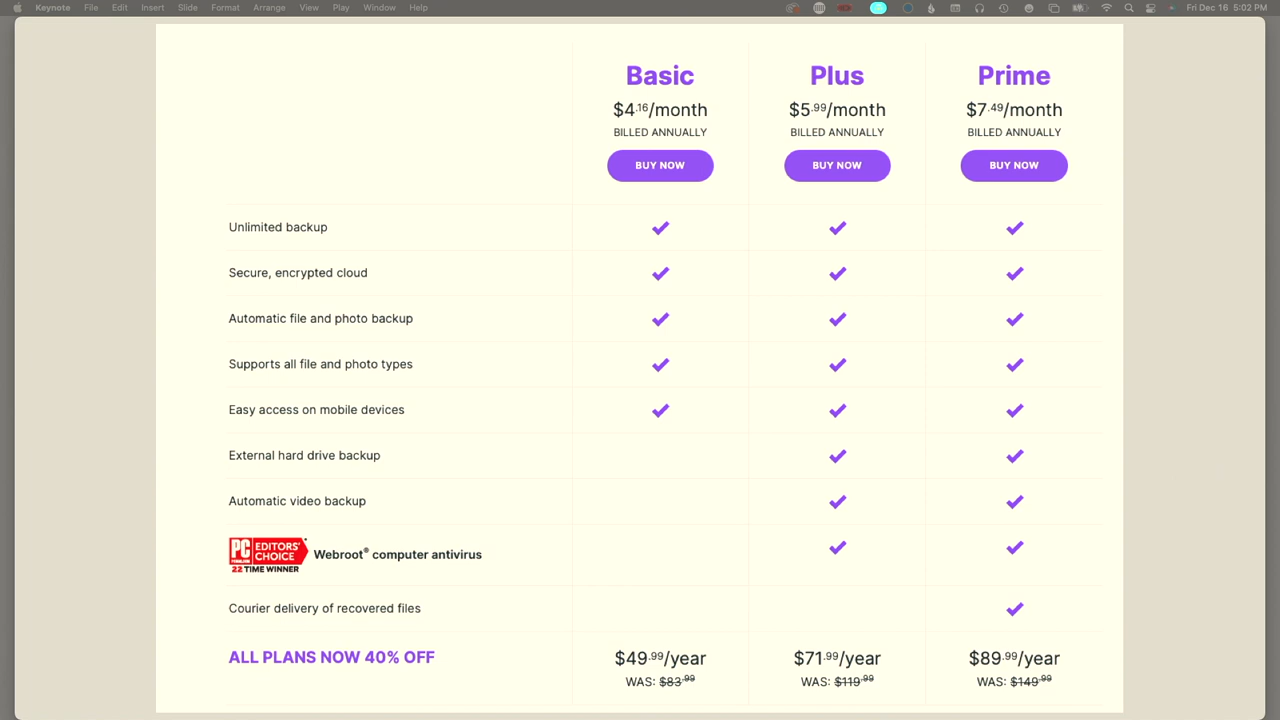 Keynote File Edit Insert Slide Format Arrange View Play Window Help Fri Dec 16 5:02 PM
Basic Plus Prime
$4.16/month $5.99/month $7.49/month
BILLED ANNUALLY BILLED ANNUALLY BILLED ANNUALLY
BUY NOW BUY NOW BUY NOW
Unlimited backup
Secure, encrypted cloud
Automatic file and photo backup
Supports all file and photo types
Easy access on mobile devices
External hard drive backup
Automatic video backup
PC EDITORS'
CHOICE
22 TIME WINNER
Webroot® computer antivirus
Courier delivery of recovered files
ALL PLANS NOW 40% OFF $49.99/year $71.99/year $89.99/year
WAS: $83.99 WAS: $119.99 WAS: $149.99